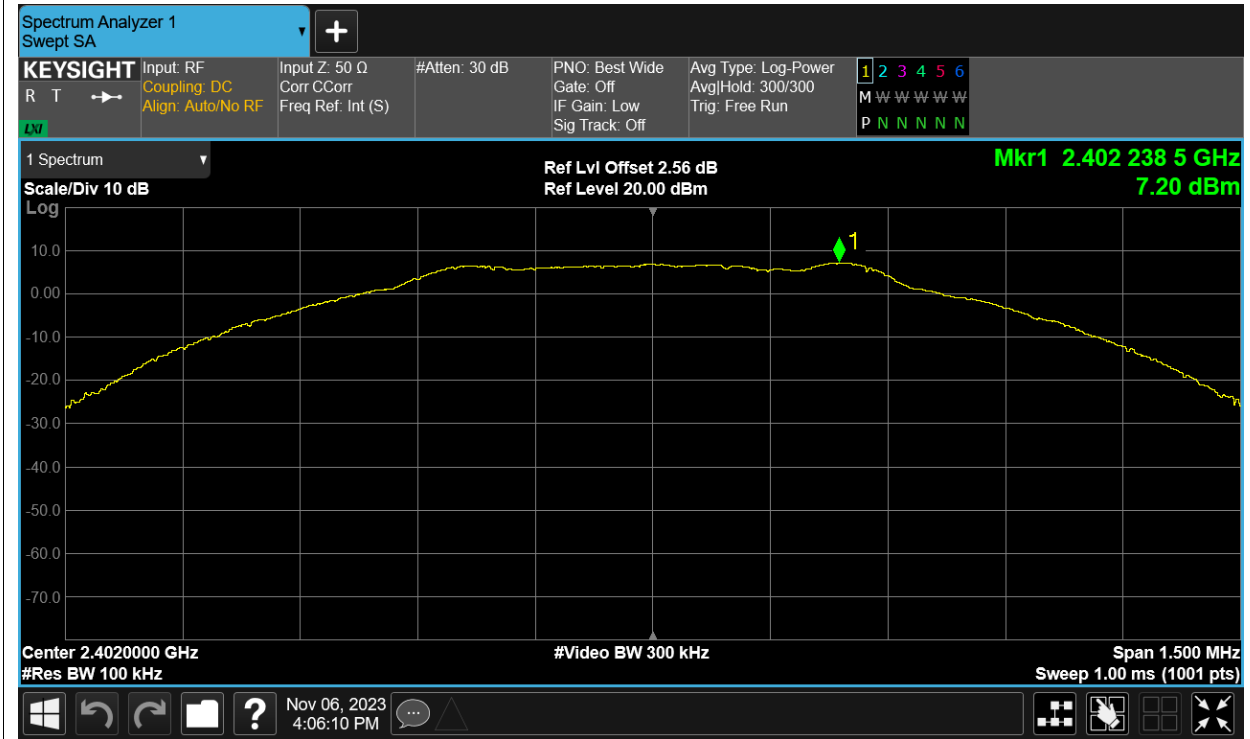 Spectrum Analyzer 1
Swept SA
KEYSIGHT
R T
LXI
Input: RF
Coupling: DC
Align: Auto/No RF
Input Z: 50 Ω
Corr CCorr
Freq Ref: Int (S)
#Atten: 30 dB
PNO: Best Wide
Gate: Off
IF Gain: Low
Sig Track: Off
Avg Type: Log-Power
Avg|Hold: 300/300
Trig: Free Run
1 2 3 4 5 6
M W W W W W
P N N N N N
1 Spectrum
Scale/Div 10 dB
Log
Ref Lvl Offset 2.56 dB
Ref Level 20.00 dBm
Mkr1 2.402 238 5 GHz
7.20 dBm
1
10.0
0.00
-10.0
-20.0
-30.0
-40.0
-50.0
-60.0
-70.0
Center 2.4020000 GHz
#Res BW 100 kHz
#Video BW 300 kHz
Span 1.500 MHz
Sweep 1.00 ms (1001 pts)
?
Nov 06, 2023
4:06:10 PM